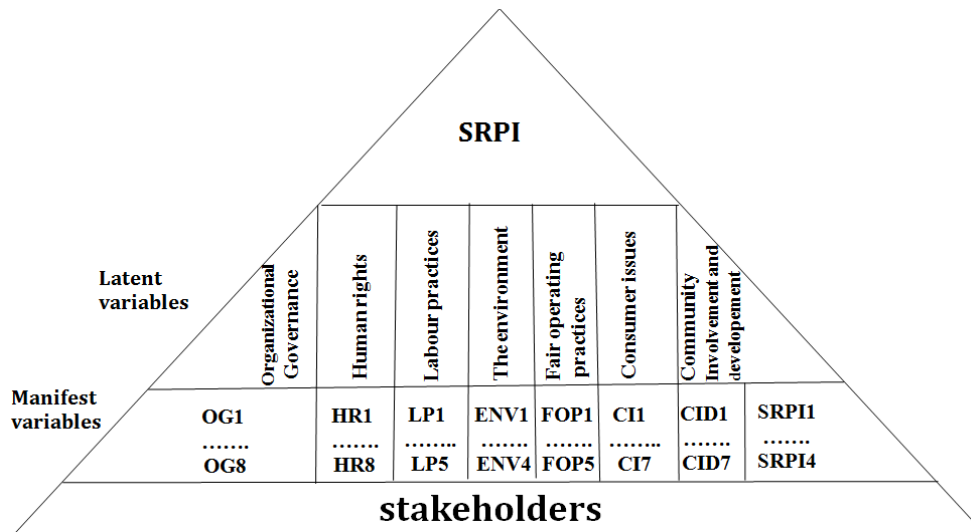 SRPI
Latent
variables
Organizational
Governance
Human rights
Labour practices
The environment
Fair operating
practices
Consumer issues
Community
Involvement and
developement
Manifest
variables
OG1
.......
OG8
HR1
.......
HR8
LP1
........
LP5
ENV1
.......
ENV4
FOP1
.......
FOP5
CI1
........
CI7
CID1
.......
CID7
SRPI1
.......
SRPI4
stakeholders